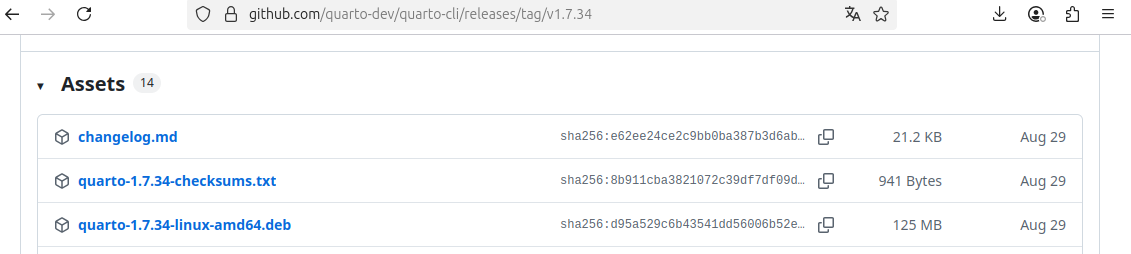 github.com/quarto-dev/quarto-cli/releases/tag/v1.7.34
Assets 14
changelog.md sha256:e62ee24ce2c9bb0ba387b3d6ab… 21.2 KB Aug 29
quarto-1.7.34-checksums.txt sha256:8b911cba3821072c39df7df09d… 941 Bytes Aug 29
quarto-1.7.34-linux-amd64.deb sha256:d95a529c6b43541dd56006b52e… 125 MB Aug 29